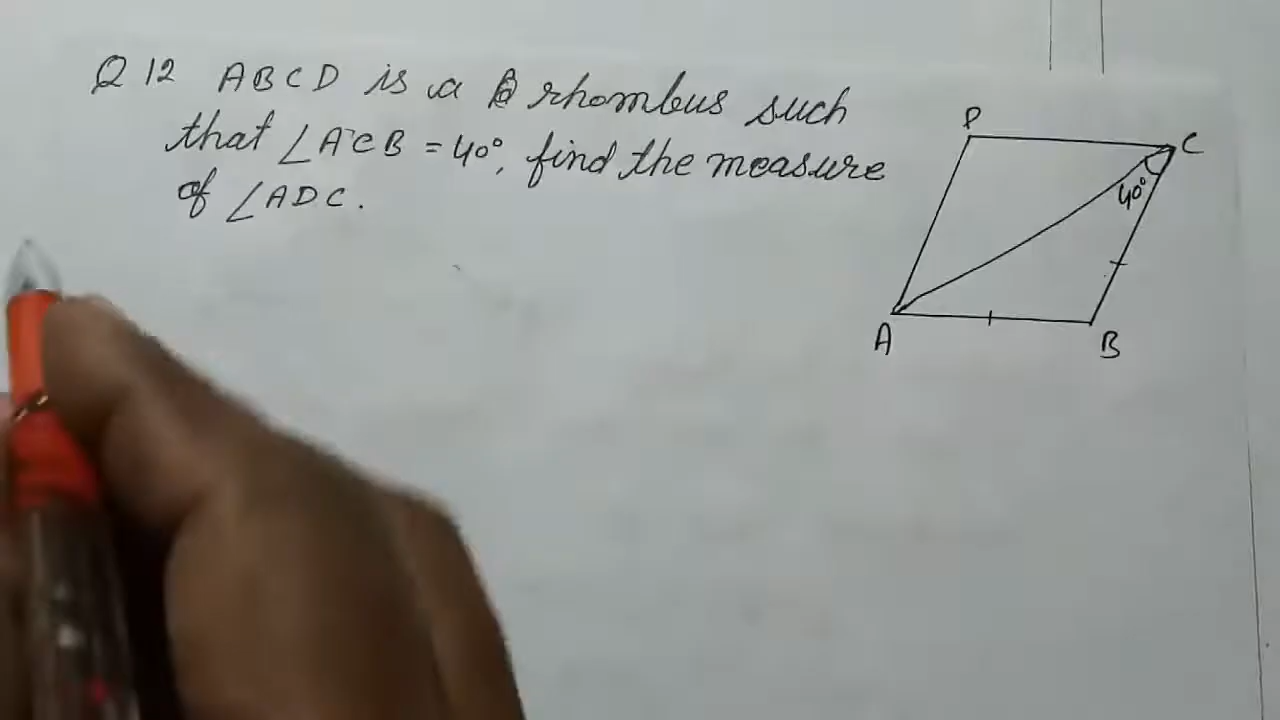 Q 12 ABCD is a rhombus such
that ∠ACB = 40°, find the measure
of ∠ADC.
P
C
40°
A
B